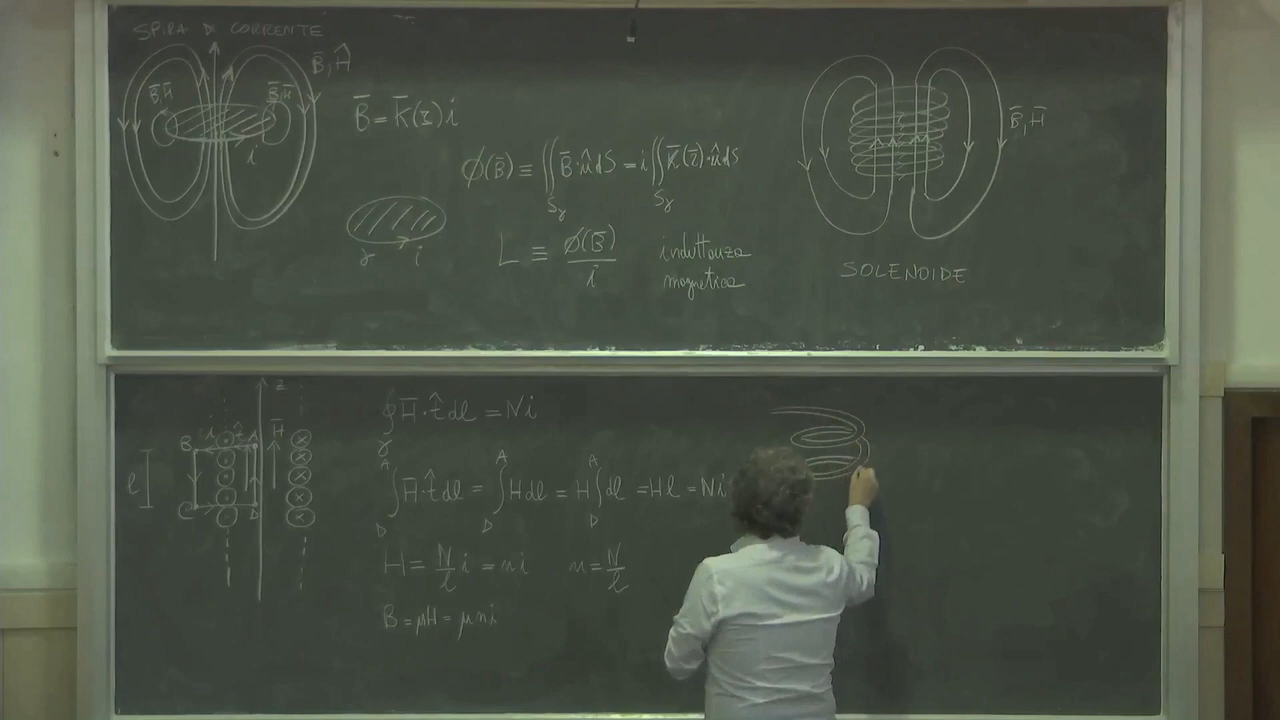 SPIRA DI CORRENTE
B̄, Ĥ
B̄,H̄
B̄,H̄
i
B̄ = K̄(r̄) i
Φ(B̄) ≡ ∬ B̄·n̂ dS = i ∬ K̄(r̄)·n̂ dS
Sγ Sγ
γ i
L ≡ Φ(B̄)/i induttanza
magnetica
B̄, H̄
SOLENOIDE
z
B i t̂ A H̄
l
C D
∮ H̄·t̂ dl = N i
γ
A A A
∫ H̄·t̂ dl = ∫ H dl = H ∫ dl = H l = N i
D D D
H = N/l i = n i n = N/l
B = μH = μ n i